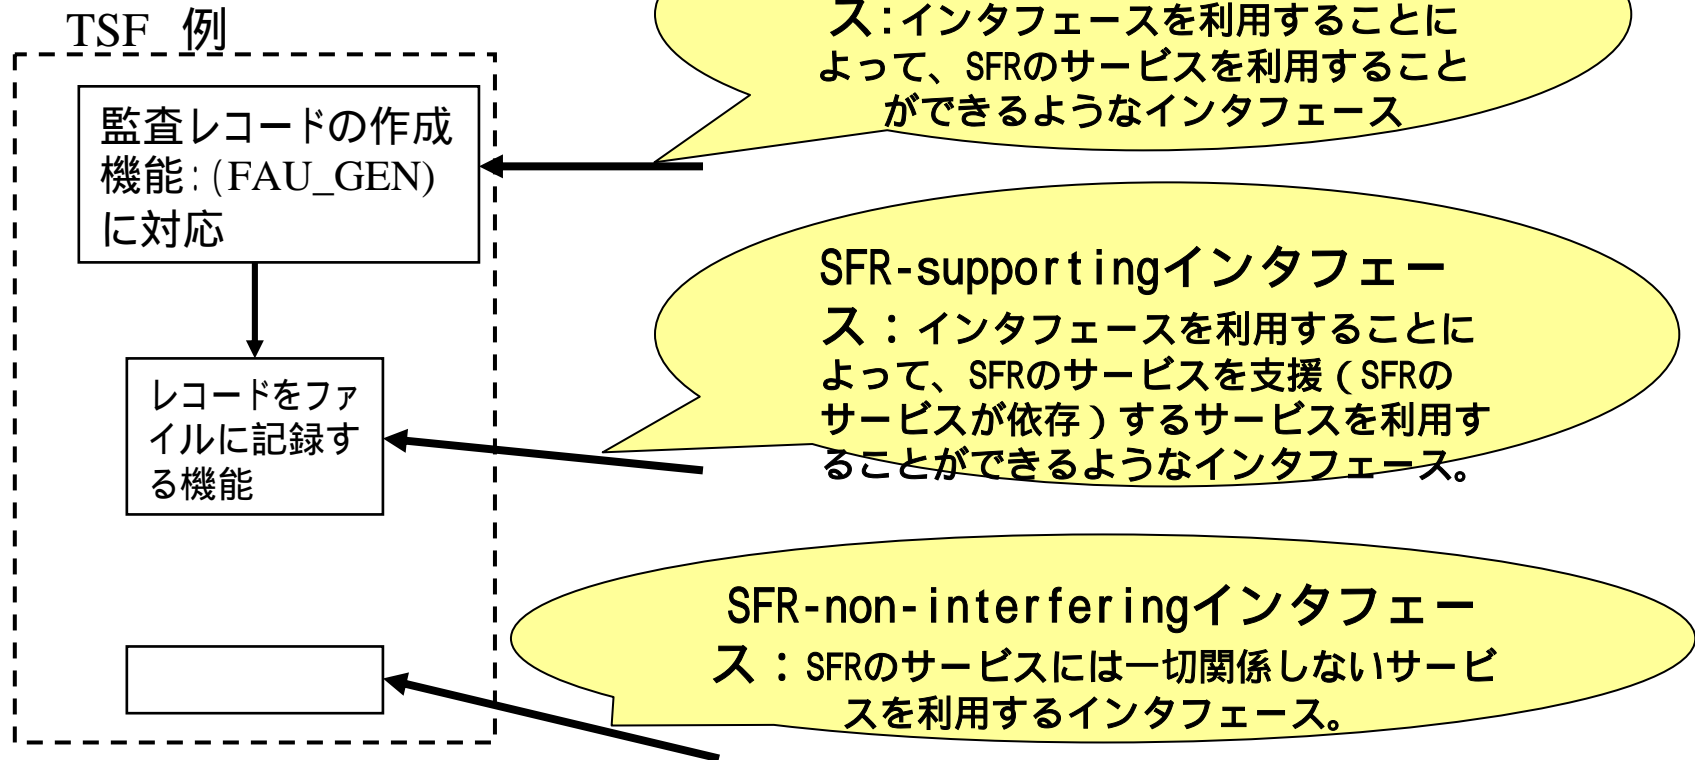 TSF 例
ス:インタフェースを利用することに
よって、SFRのサービスを利用すること
ができるようなインタフェース
監査レコードの作成
機能:(FAU_GEN)
に対応
SFR-supportingインタフェー
ス:インタフェースを利用することに
よって、SFRのサービスを支援(SFRの
サービスが依存)するサービスを利用す
ることができるようなインタフェース。
レコードをファ
イルに記録す
る機能
SFR-non-interferingインタフェー
ス:SFRのサービスには一切関係しないサービ
スを利用するインタフェース。